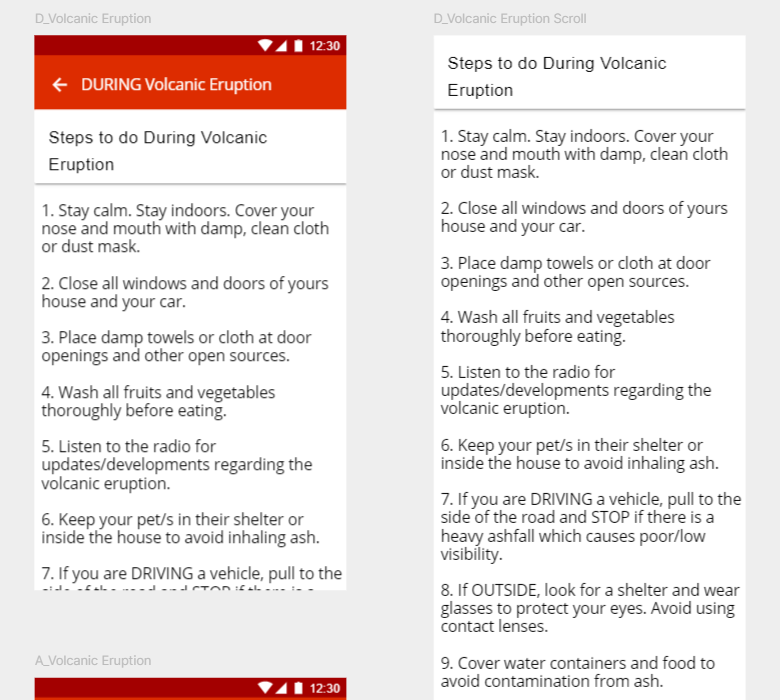 D_Volcanic Eruption
12:30
DURING Volcanic Eruption
Steps to do During Volcanic
Eruption
1. Stay calm. Stay indoors. Cover your
nose and mouth with damp, clean cloth
or dust mask.
2. Close all windows and doors of yours
house and your car.
3. Place damp towels or cloth at door
openings and other open sources.
4. Wash all fruits and vegetables
thoroughly before eating.
5. Listen to the radio for
updates/developments regarding the
volcanic eruption.
6. Keep your pet/s in their shelter or
inside the house to avoid inhaling ash.
7. If you are DRIVING a vehicle, pull to the
side of the road and STOP if there is a
A_Volcanic Eruption
12:30
D_Volcanic Eruption Scroll
Steps to do During Volcanic
Eruption
1. Stay calm. Stay indoors. Cover your
nose and mouth with damp, clean cloth
or dust mask.
2. Close all windows and doors of yours
house and your car.
3. Place damp towels or cloth at door
openings and other open sources.
4. Wash all fruits and vegetables
thoroughly before eating.
5. Listen to the radio for
updates/developments regarding the
volcanic eruption.
6. Keep your pet/s in their shelter or
inside the house to avoid inhaling ash.
7. If you are DRIVING a vehicle, pull to the
side of the road and STOP if there is a
heavy ashfall which causes poor/low
visibility.
8. If OUTSIDE, look for a shelter and wear
glasses to protect your eyes. Avoid using
contact lenses.
9. Cover water containers and food to
avoid contamination from ash.